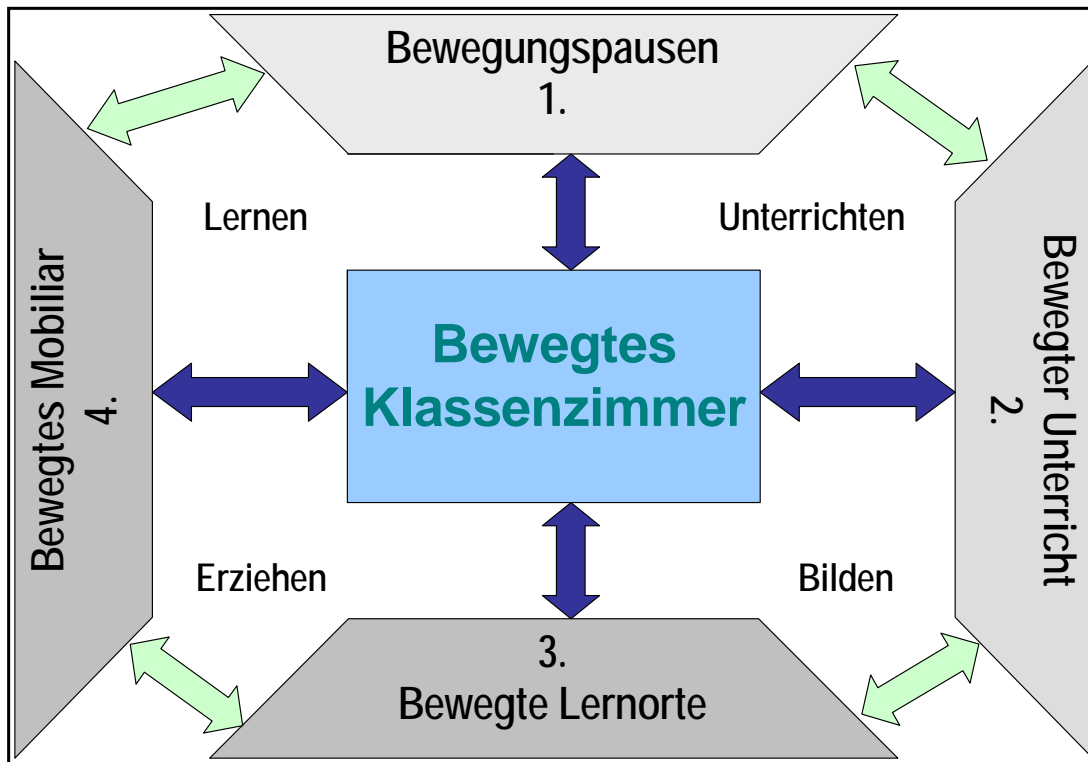 Bewegungspausen
1.
Lernen
Unterrichten
Bewegtes Mobiliar
4.
Bewegtes
Klassenzimmer
Bewegter Unterricht
2.
Erziehen
Bilden
3.
Bewegte Lernorte